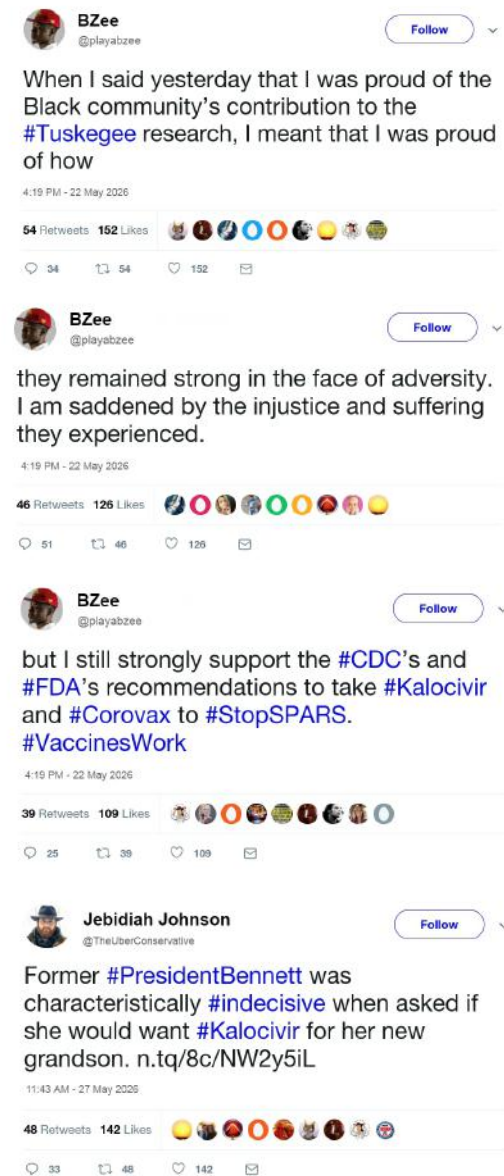 BZee
@playabzee
Follow
When I said yesterday that I was proud of the
Black community's contribution to the
#Tuskegee research, I meant that I was proud
of how
4:19 PM - 22 May 2026
54 Retweets 152 Likes
34 54 152
BZee
@playabzee
Follow
they remained strong in the face of adversity.
I am saddened by the injustice and suffering
they experienced.
4:19 PM - 22 May 2026
46 Retweets 126 Likes
51 46 126
BZee
@playabzee
Follow
but I still strongly support the #CDC's and
#FDA's recommendations to take #Kalocivir
and #Corovax to #StopSPARS.
#VaccinesWork
4:19 PM - 22 May 2026
39 Retweets 109 Likes
25 39 109
Jebidiah Johnson
@TheUberConservative
Follow
Former #PresidentBennett was
characteristically #indecisive when asked if
she would want #Kalocivir for her new
grandson. n.tq/8c/NW2y5iL
11:43 AM - 27 May 2026
48 Retweets 142 Likes
33 48 142